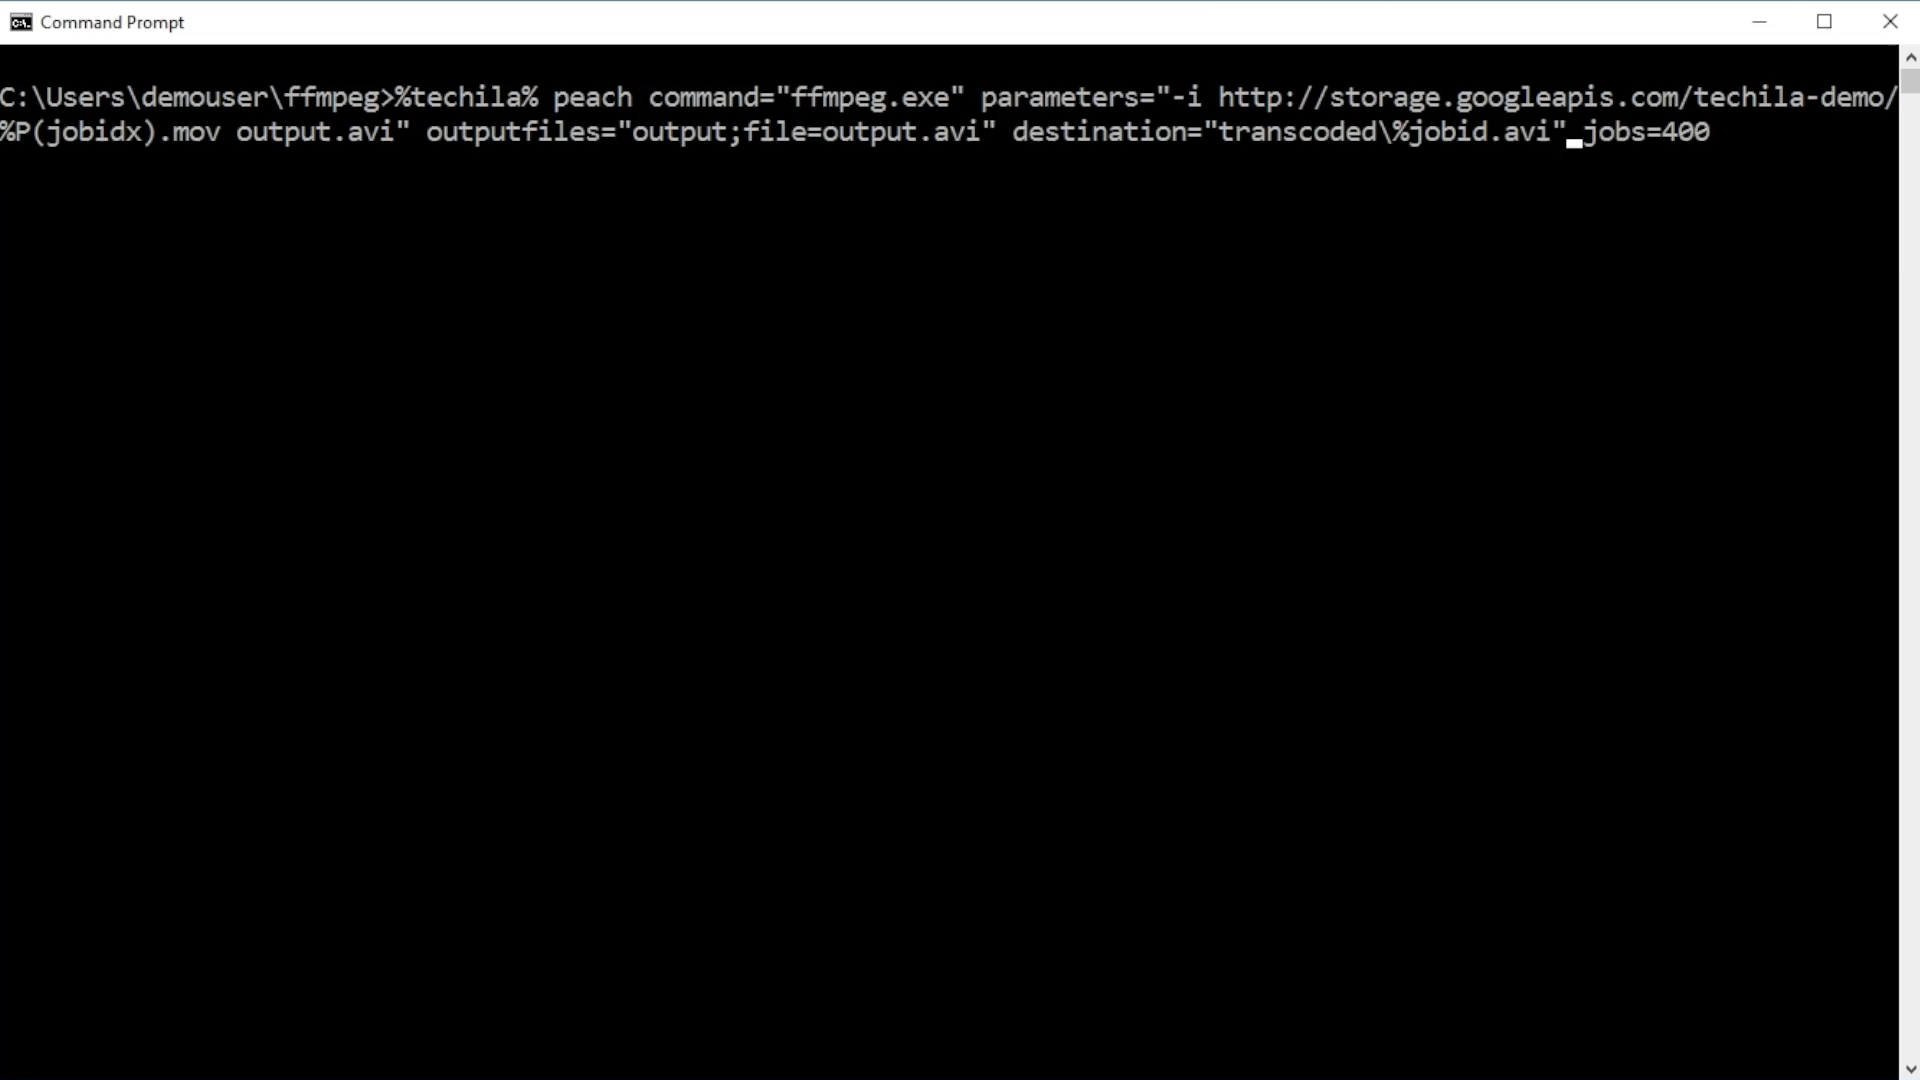 Command Prompt
C:\Users\demouser\ffmpeg>%techila% peach command="ffmpeg.exe" parameters="-i http://storage.googleapis.com/techila-demo/
%P(jobidx).mov output.avi" outputfiles="output;file=output.avi" destination="transcoded\%jobid.avi" jobs=400